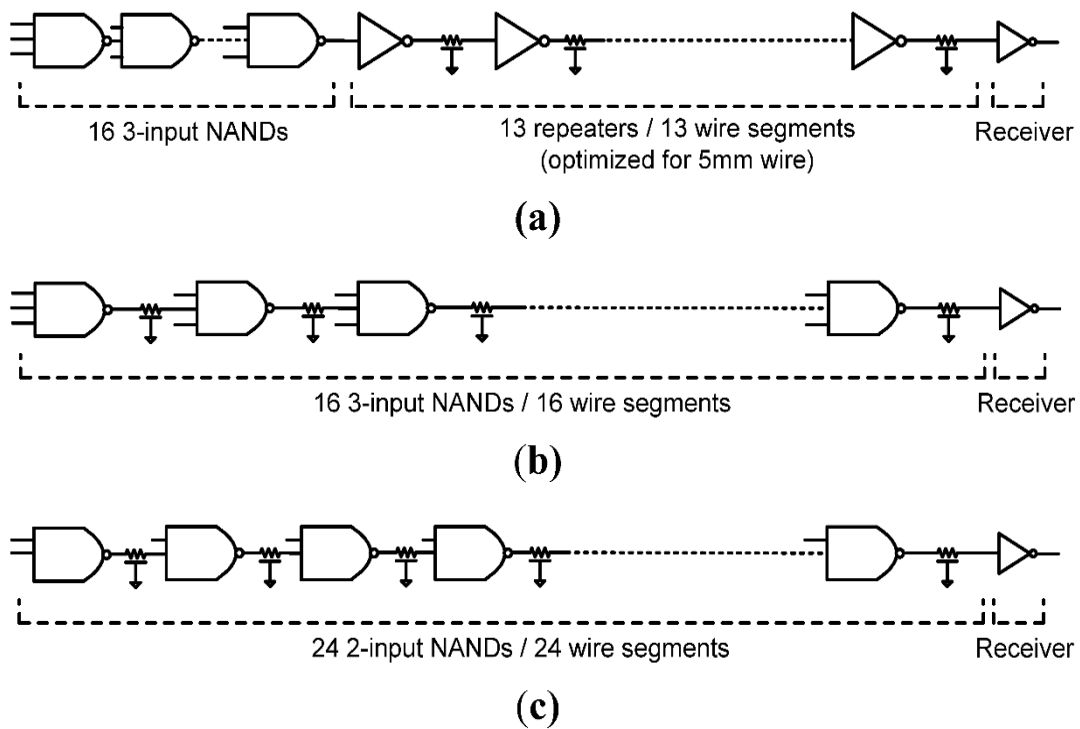 16 3-input NANDs
13 repeaters / 13 wire segments
(optimized for 5mm wire)
Receiver
(a)
16 3-input NANDs / 16 wire segments
Receiver
(b)
24 2-input NANDs / 24 wire segments
Receiver
(c)